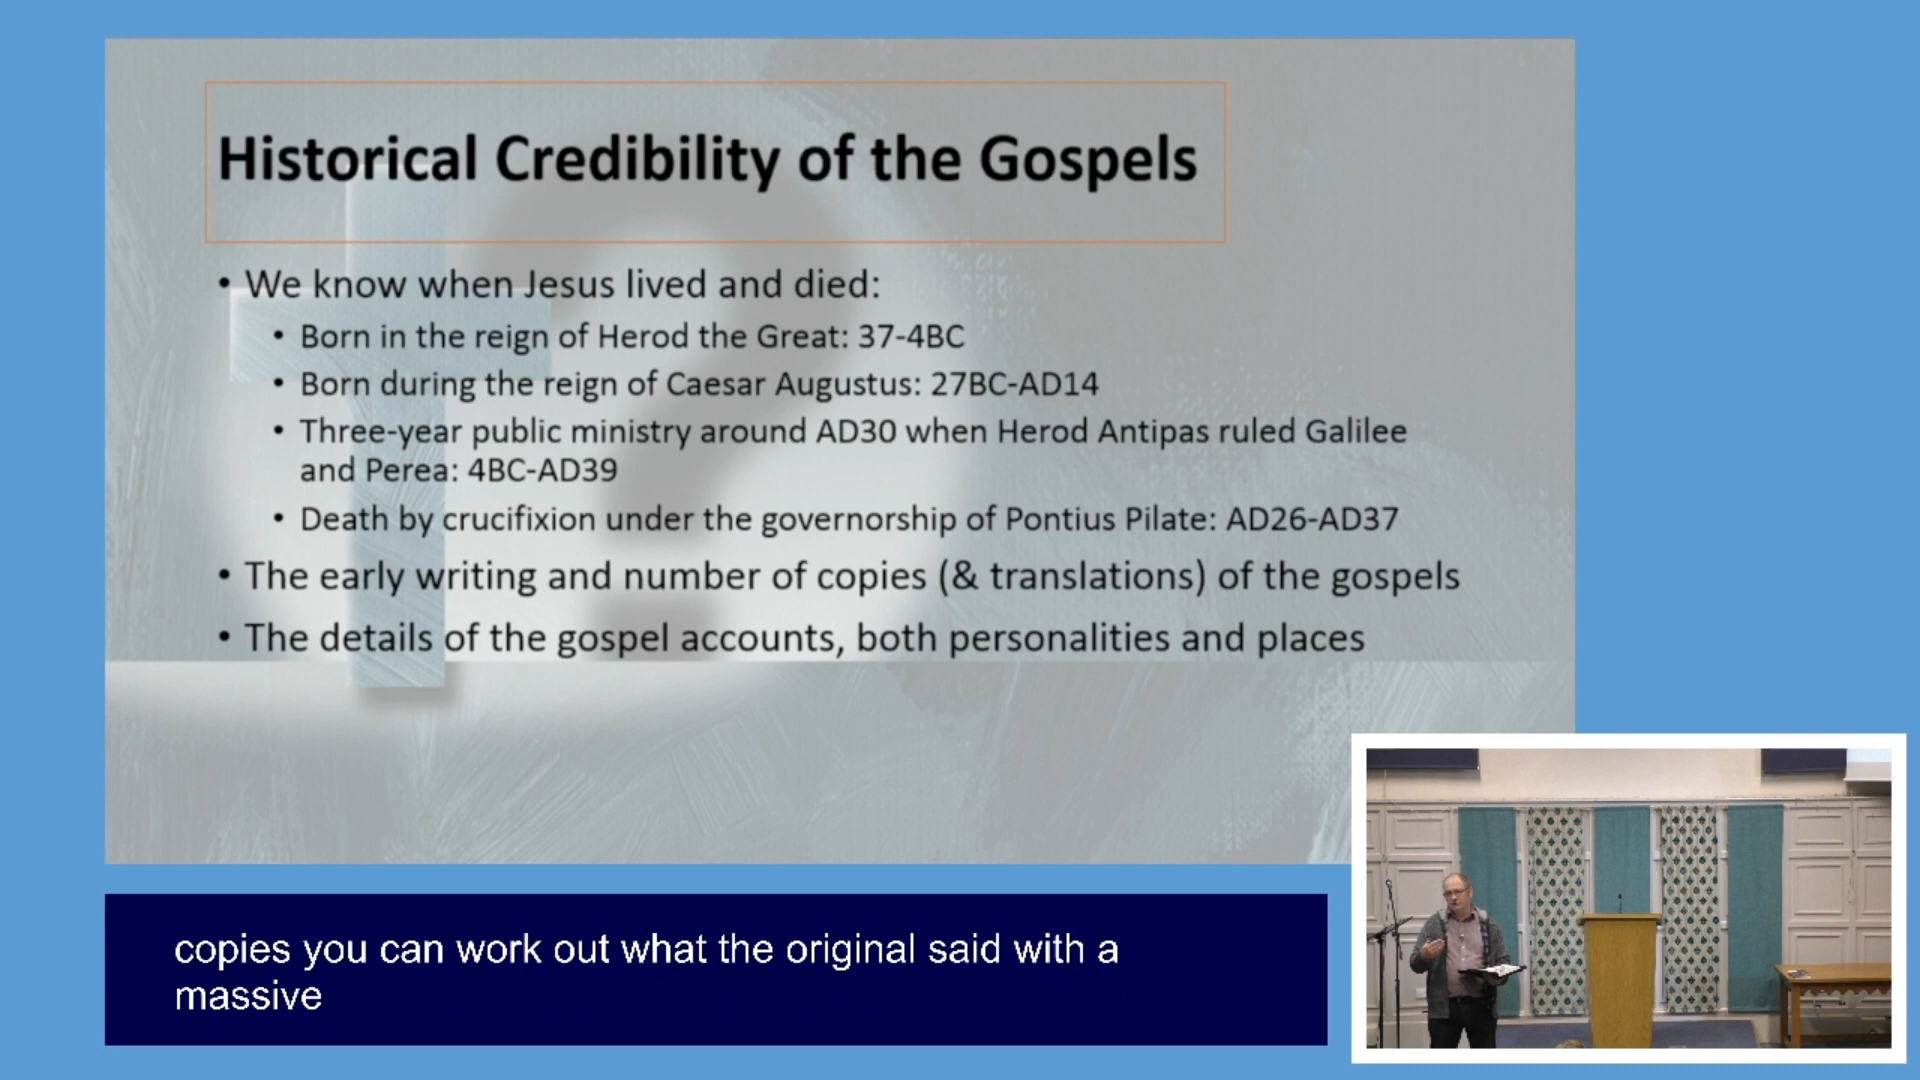 Historical Credibility of the Gospels
• We know when Jesus lived and died:
• Born in the reign of Herod the Great: 37-4BC
• Born during the reign of Caesar Augustus: 27BC-AD14
• Three-year public ministry around AD30 when Herod Antipas ruled Galilee
and Perea: 4BC-AD39
• Death by crucifixion under the governorship of Pontius Pilate: AD26-AD37
• The early writing and number of copies (& translations) of the gospels
• The details of the gospel accounts, both personalities and places
copies you can work out what the original said with a
massive